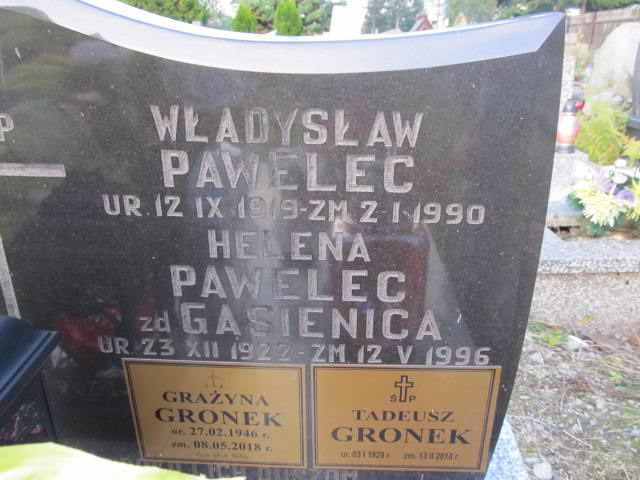 P
WŁADYSŁAW
PAWELEC
UR. 12 IX 1919-ZM. 2-I-1990
HELENA
PAWELEC
zd GĄSIENICA
UR 23 XII 1922-ZM. 12 V 1996
GRAŻYNA
GRONEK
ur. 27.02.1946 r.
zm. 08.05.2018 r.
Ś P
TADEUSZ
GRONEK
ur. 03 I 1929 r. zm. 13 II 2018 r.